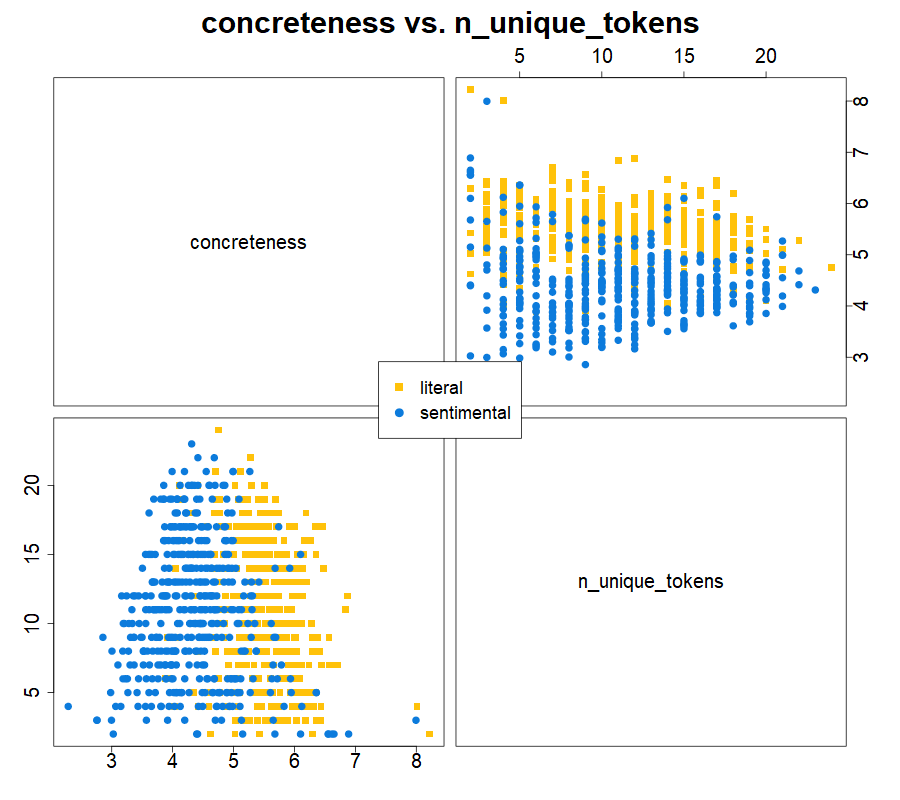 concreteness vs. n_unique_tokens
5 10 15 20
concreteness
8
7
6
5
4
3
literal
sentimental
20
15
10
5
n_unique_tokens
3 4 5 6 7 8